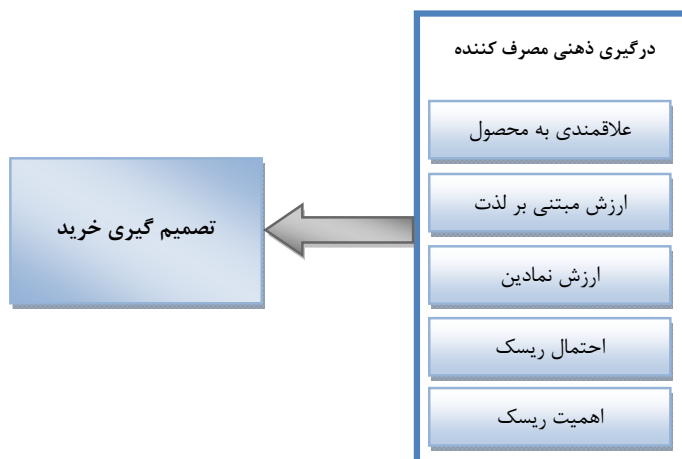 درگیری ذهنی مصرف کننده
علاقمندی به محصول
ارزش مبتنی بر لذت
ارزش نمادین
احتمال ریسک
اهمیت ریسک
تصمیم گیری خرید